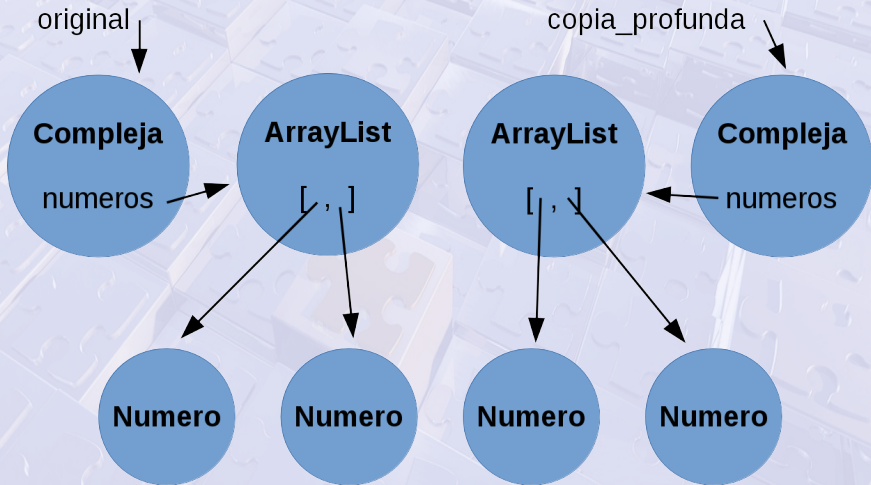 original
copia_profunda
Compleja
ArrayList
ArrayList
Compleja
numeros
[ , ]
[ , ]
numeros
Numero
Numero
Numero
Numero